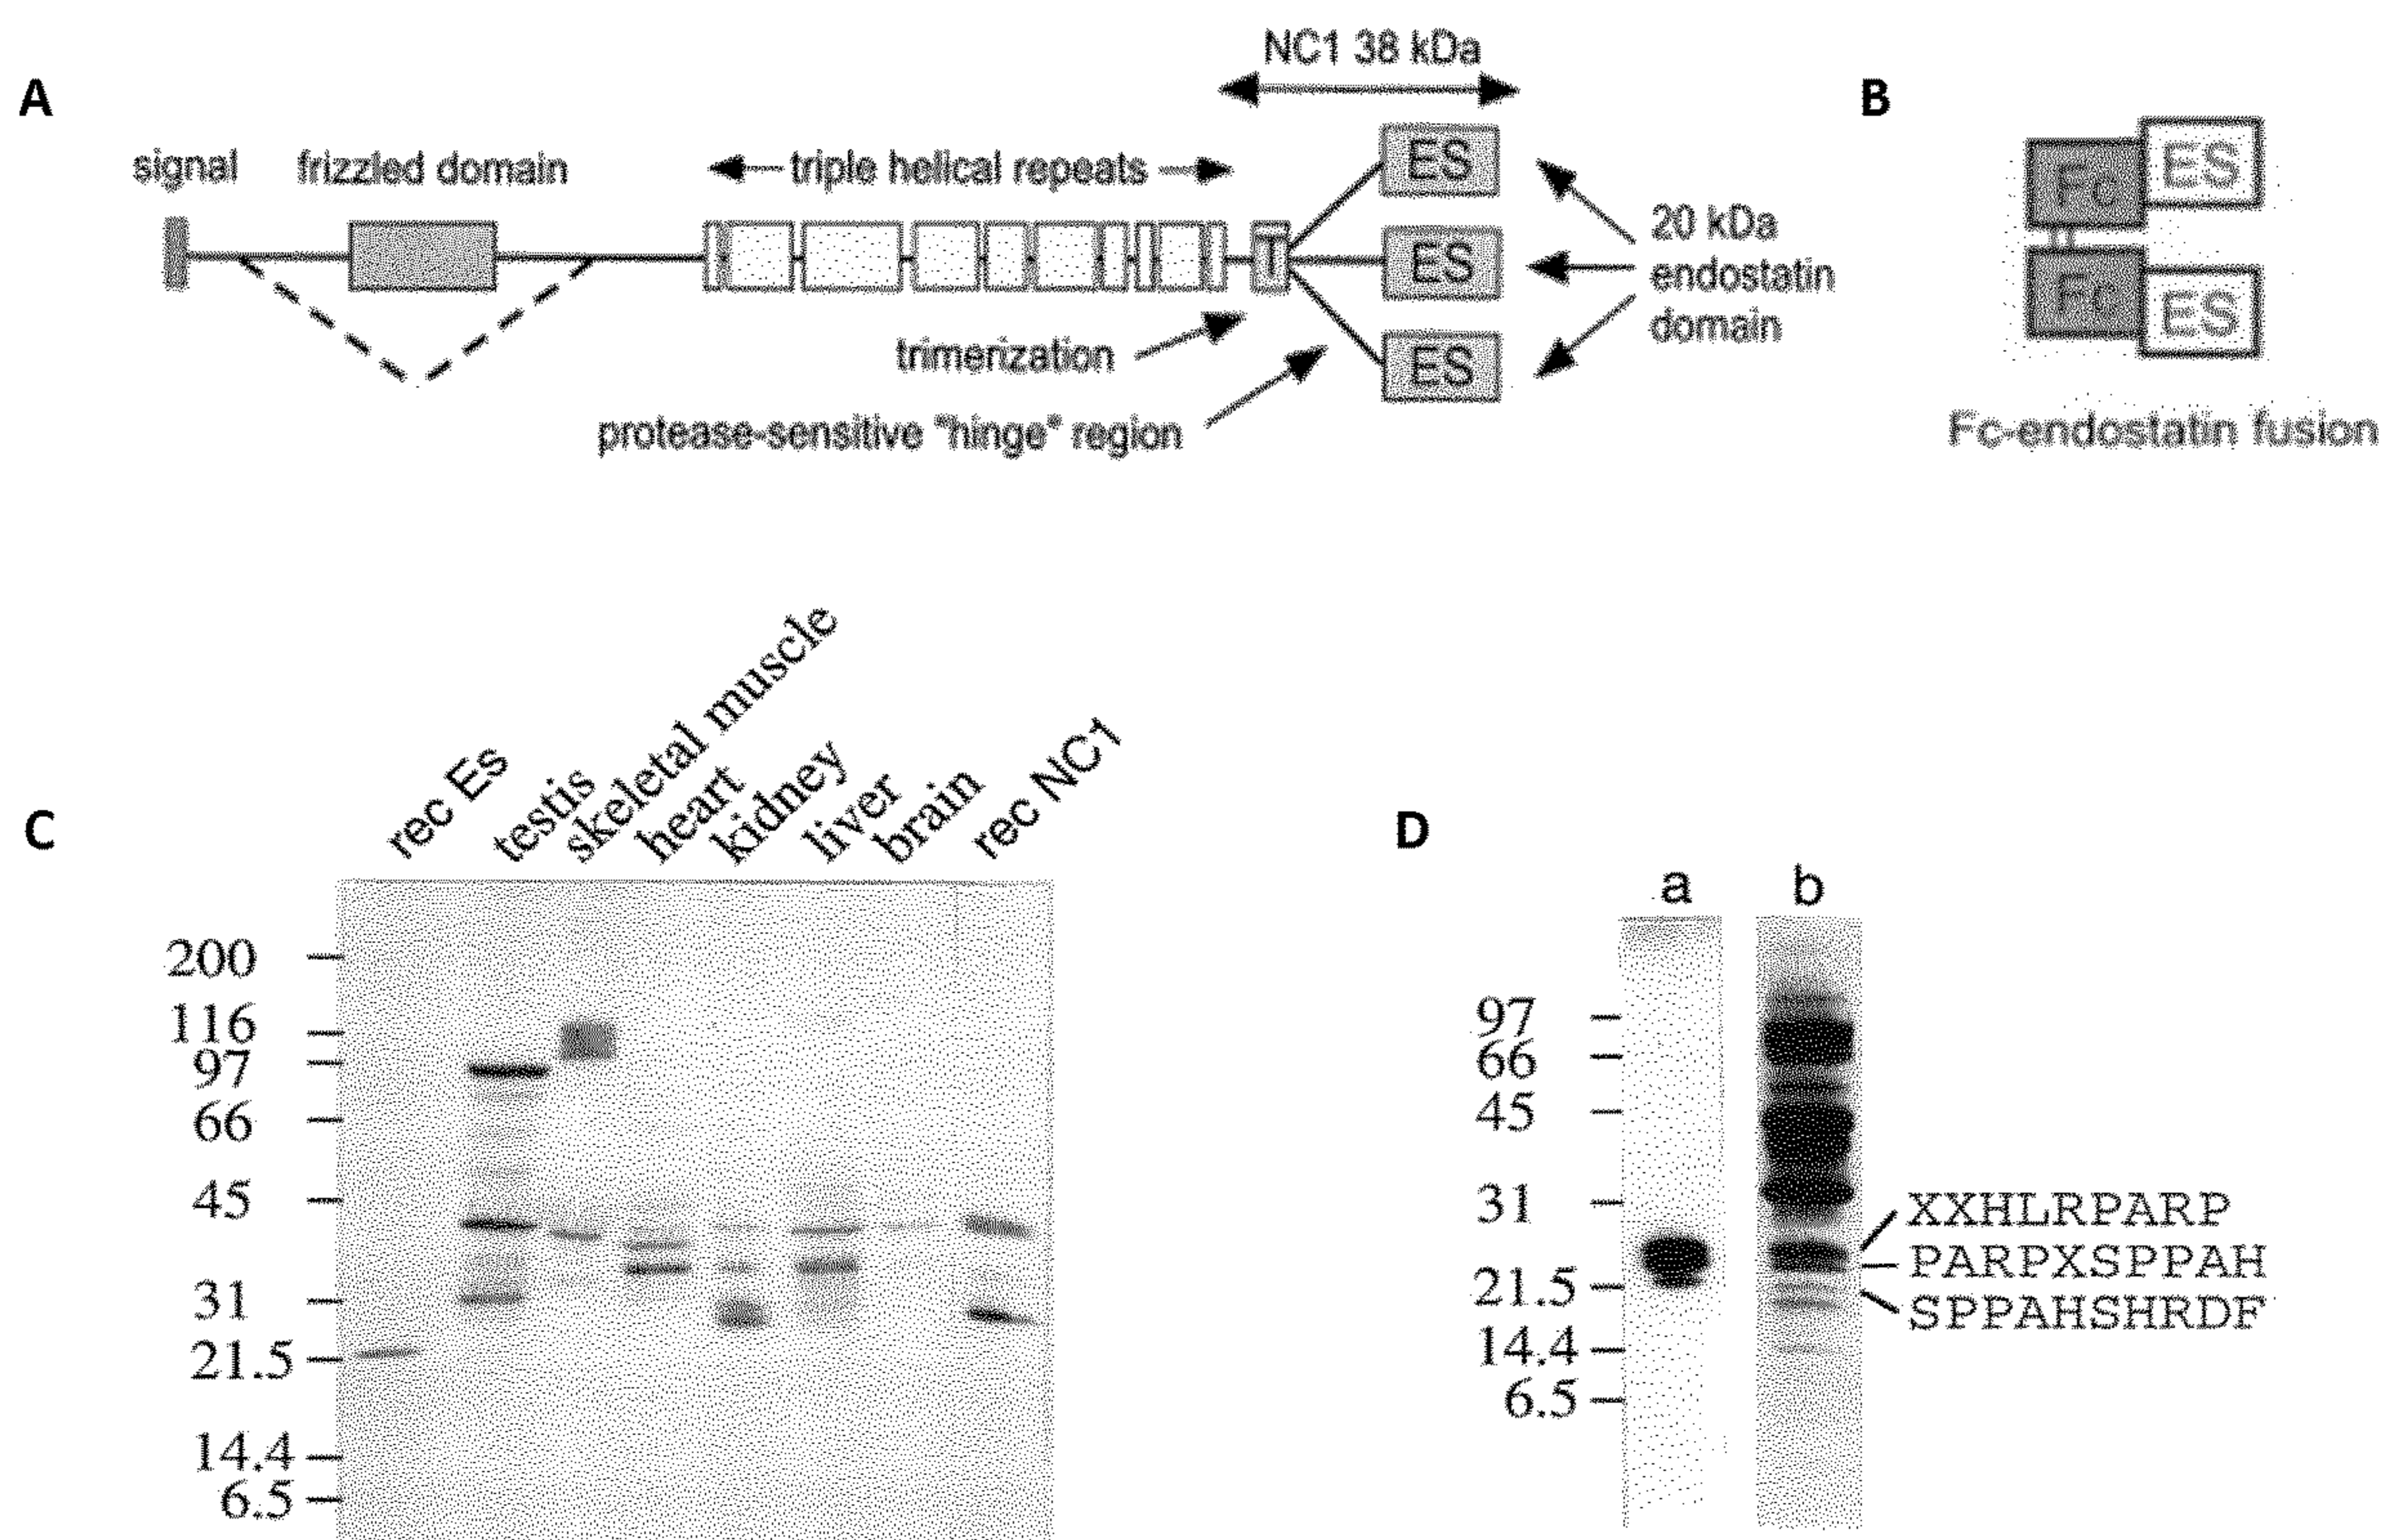 A
NC1 38 kDa
B
signal
frizzled domain
triple helical repeats
T
ES
ES
ES
20 kDa
endostatin
domain
trimerization
protease-sensitive "hinge" region
Fc
ES
Fc
ES
Fc-endostatin fusion
C
rec Es
testis
skeletal muscle
heart
kidney
liver
brain
rec NC1
200
116
97
66
45
31
21.5
14.4
6.5
D
a
b
97
66
45
31
21.5
14.4
6.5
XXHLRPARP
PARPXSPPAH
SPPAHSHRDF